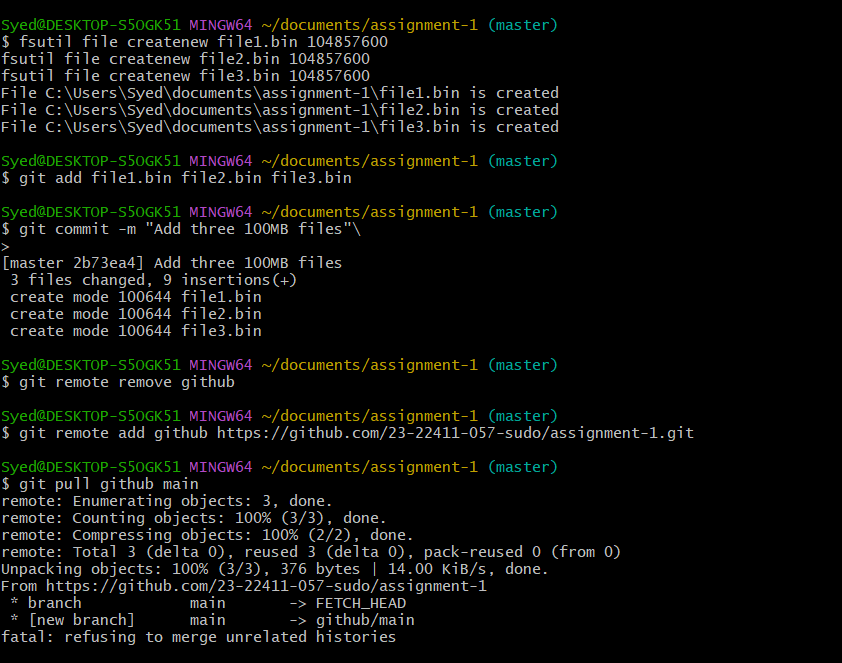 Syed@DESKTOP-S5OGK51 MINGW64 ~/documents/assignment-1 (master)
$ fsutil file createnew file1.bin 104857600
fsutil file createnew file2.bin 104857600
fsutil file createnew file3.bin 104857600
File C:\Users\Syed\documents\assignment-1\file1.bin is created
File C:\Users\Syed\documents\assignment-1\file2.bin is created
File C:\Users\Syed\documents\assignment-1\file3.bin is created
Syed@DESKTOP-S5OGK51 MINGW64 ~/documents/assignment-1 (master)
$ git add file1.bin file2.bin file3.bin
Syed@DESKTOP-S5OGK51 MINGW64 ~/documents/assignment-1 (master)
$ git commit -m "Add three 100MB files"\
>
[master 2b73ea4] Add three 100MB files
 3 files changed, 9 insertions(+)
 create mode 100644 file1.bin
 create mode 100644 file2.bin
 create mode 100644 file3.bin
Syed@DESKTOP-S5OGK51 MINGW64 ~/documents/assignment-1 (master)
$ git remote remove github
Syed@DESKTOP-S5OGK51 MINGW64 ~/documents/assignment-1 (master)
$ git remote add github https://github.com/23-22411-057-sudo/assignment-1.git
Syed@DESKTOP-S5OGK51 MINGW64 ~/documents/assignment-1 (master)
$ git pull github main
remote: Enumerating objects: 3, done.
remote: Counting objects: 100% (3/3), done.
remote: Compressing objects: 100% (2/2), done.
remote: Total 3 (delta 0), reused 3 (delta 0), pack-reused 0 (from 0)
Unpacking objects: 100% (3/3), 376 bytes | 14.00 KiB/s, done.
From https://github.com/23-22411-057-sudo/assignment-1
 * branch            main       -> FETCH_HEAD
 * [new branch]      main       -> github/main
fatal: refusing to merge unrelated histories